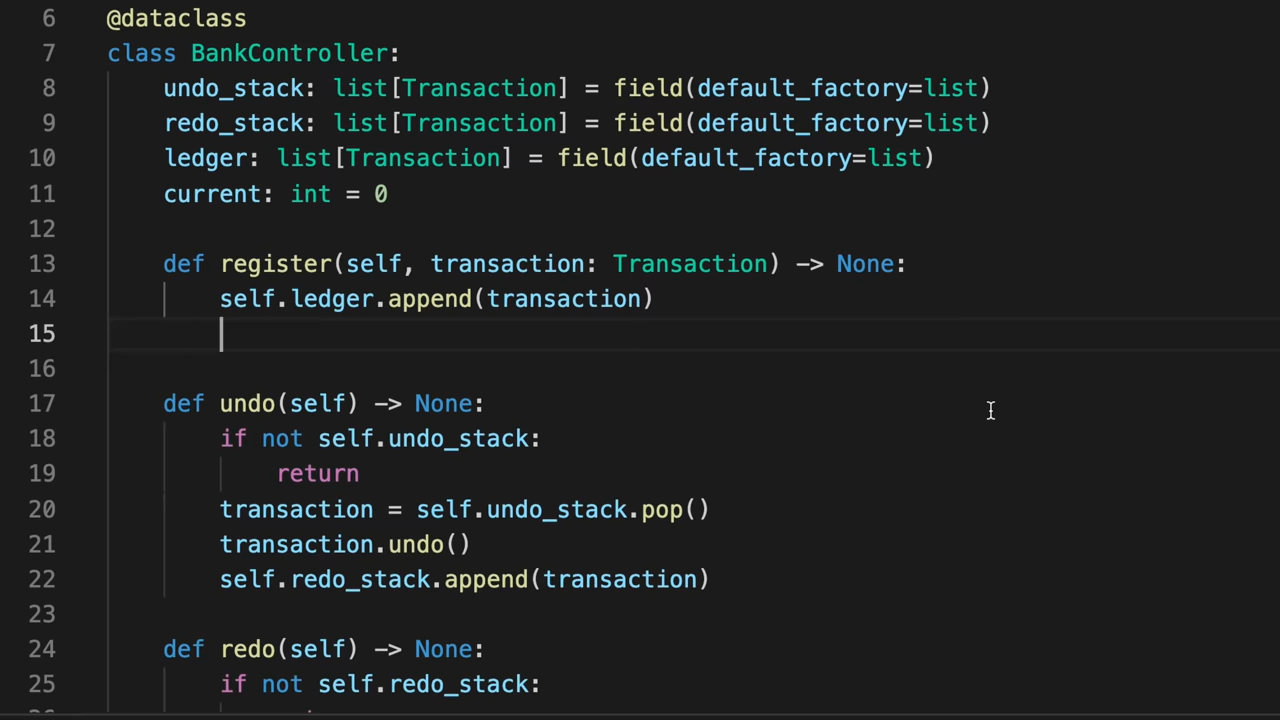 6 @dataclass
7 class BankController:
8 undo_stack: list[Transaction] = field(default_factory=list)
9 redo_stack: list[Transaction] = field(default_factory=list)
10 ledger: list[Transaction] = field(default_factory=list)
11 current: int = 0
12
13 def register(self, transaction: Transaction) -> None:
14 self.ledger.append(transaction)
15
16
17 def undo(self) -> None:
18 if not self.undo_stack:
19 return
20 transaction = self.undo_stack.pop()
21 transaction.undo()
22 self.redo_stack.append(transaction)
23
24 def redo(self) -> None:
25 if not self.redo_stack: